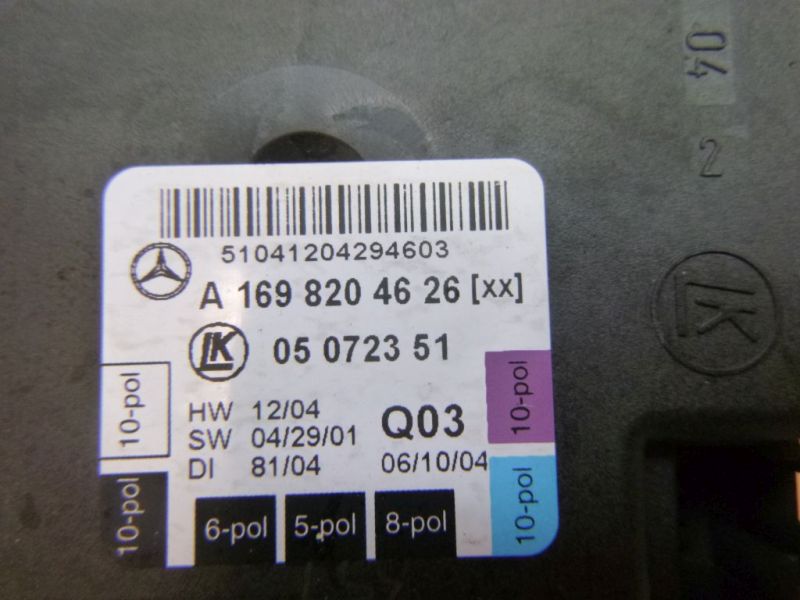 04
2
LK
51041204294603
A 169 820 46 26 [xx]
LK 05 0723 51
HW 12/04 Q03
SW 04/29/01
DI 81/04 06/10/04
10-pol
10-pol
10-pol
10-pol
6-pol 5-pol 8-pol